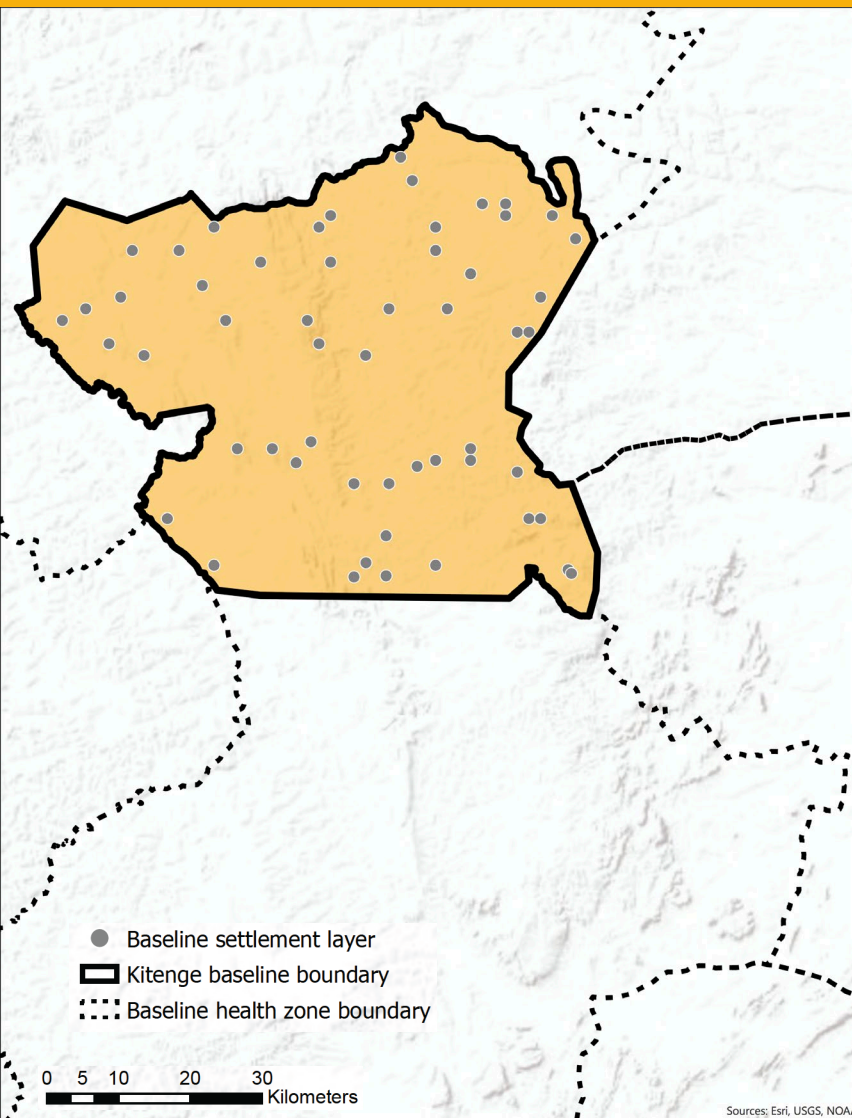 Baseline settlement layer
Kitenge baseline boundary
Baseline health zone boundary
0 5 10 20 30
Kilometers
Sources: Esri, USGS, NOA